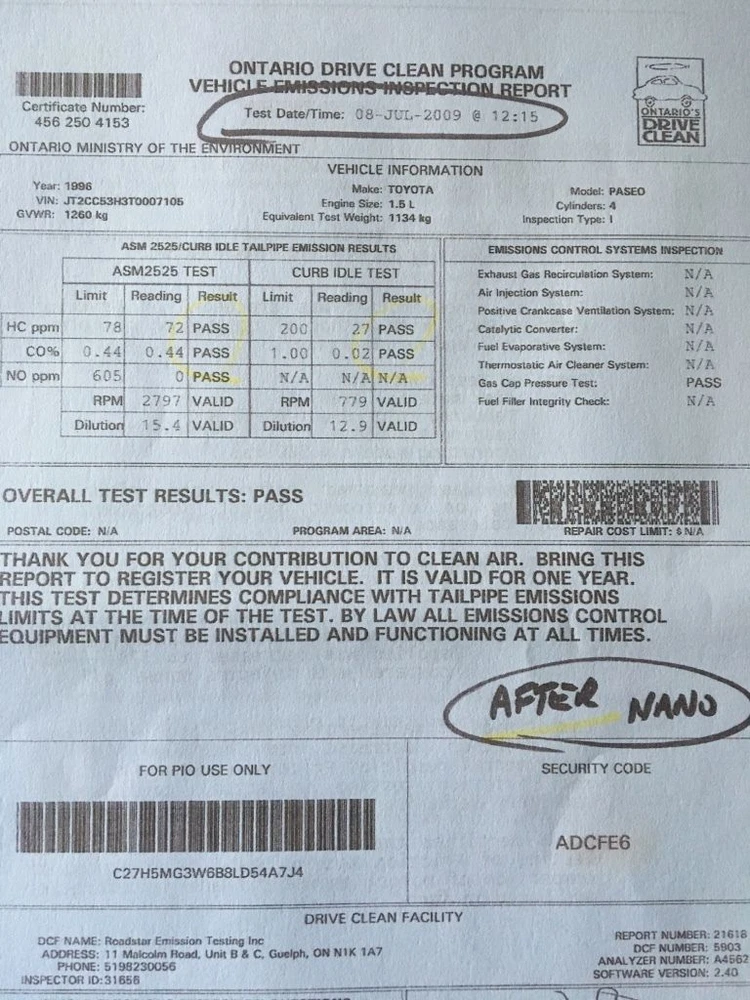 ONTARIO DRIVE CLEAN PROGRAM
VEHICLE EMISSIONS INSPECTION REPORT
Test Date/Time: 08-JUL-2009 @ 12:15
Certificate Number:
456 250 4153
ONTARIO'S
DRIVE
CLEAN
ONTARIO MINISTRY OF THE ENVIRONMENT
VEHICLE INFORMATION
Year: 1996 Make: TOYOTA Model: PASEO
VIN: JT2CC53H3T0007105 Engine Size: 1.5 L Cylinders: 4
GVWR: 1260 kg Equivalent Test Weight: 1134 kg Inspection Type: I
ASM 2525/CURB IDLE TAILPIPE EMISSION RESULTS
ASM2525 TEST CURB IDLE TEST
Limit Reading Result Limit Reading Result
HC ppm 78 72 PASS 200 27 PASS
CO% 0.44 0.44 PASS 1.00 0.02 PASS
NO ppm 605 0 PASS N/A N/A N/A
RPM 2797 VALID RPM 779 VALID
Dilution 15.4 VALID Dilution 12.9 VALID
EMISSIONS CONTROL SYSTEMS INSPECTION
Exhaust Gas Recirculation System: N/A
Air Injection System: N/A
Positive Crankcase Ventilation System: N/A
Catalytic Converter: N/A
Fuel Evaporative System: N/A
Thermostatic Air Cleaner System: N/A
Gas Cap Pressure Test: PASS
Fuel Filler Integrity Check: N/A
OVERALL TEST RESULTS: PASS
POSTAL CODE: N/A PROGRAM AREA: N/A REPAIR COST LIMIT: $ N/A
THANK YOU FOR YOUR CONTRIBUTION TO CLEAN AIR. BRING THIS
REPORT TO REGISTER YOUR VEHICLE. IT IS VALID FOR ONE YEAR.
THIS TEST DETERMINES COMPLIANCE WITH TAILPIPE EMISSIONS
LIMITS AT THE TIME OF THE TEST. BY LAW ALL EMISSIONS CONTROL
EQUIPMENT MUST BE INSTALLED AND FUNCTIONING AT ALL TIMES.
AFTER NANO
FOR PIO USE ONLY
C27H5MG3W6B8LD54A7J4
SECURITY CODE
ADCFE6
DRIVE CLEAN FACILITY
DCF NAME: Roadstar Emission Testing Inc
ADDRESS: 11 Malcolm Road, Unit B & C, Guelph, ON N1K 1A7
PHONE: 5198230056
INSPECTOR ID:31656
REPORT NUMBER: 21618
DCF NUMBER: 5903
ANALYZER NUMBER: A4562
SOFTWARE VERSION: 2.40